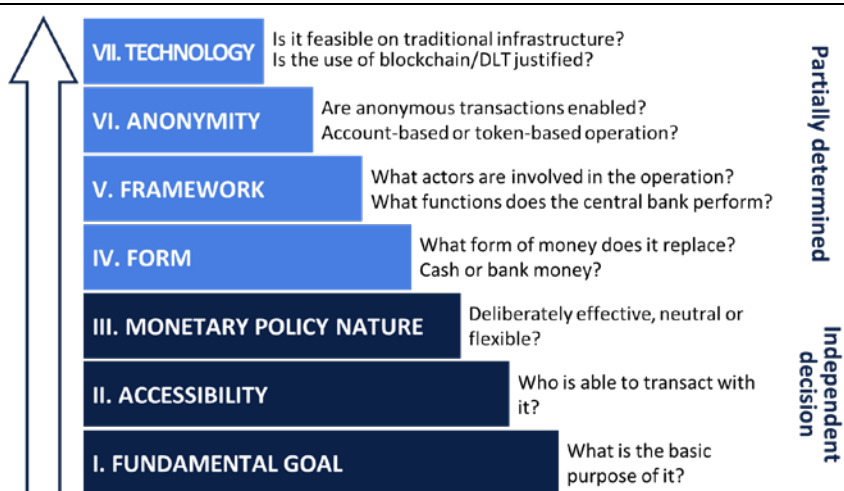 VII. TECHNOLOGY
Is it feasible on traditional infrastructure?
Is the use of blockchain/DLT justified?
VI. ANONYMITY
Are anonymous transactions enabled?
Account-based or token-based operation?
V. FRAMEWORK
What actors are involved in the operation?
What functions does the central bank perform?
IV. FORM
What form of money does it replace?
Cash or bank money?
Partially determined
III. MONETARY POLICY NATURE
Deliberately effective, neutral or
flexible?
II. ACCESSIBILITY
Who is able to transact with
it?
I. FUNDAMENTAL GOAL
What is the basic
purpose of it?
Independent
decision